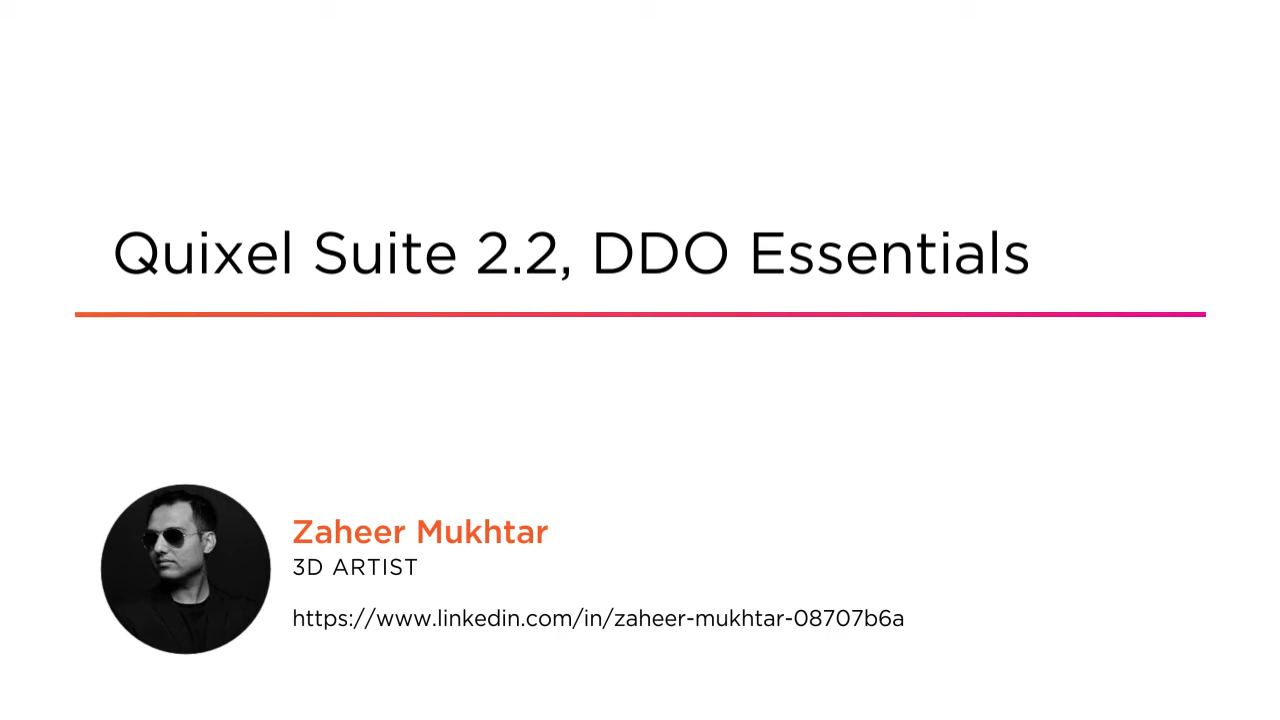 Quixel Suite 2.2, DDO Essentials
Zaheer Mukhtar
3D ARTIST
https://www.linkedin.com/in/zaheer-mukhtar-08707b6a